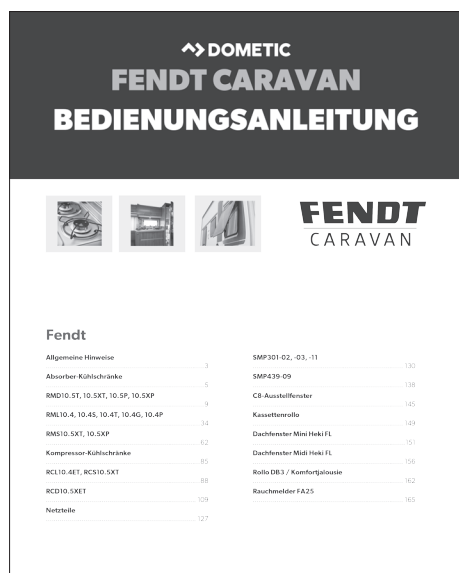 DOMETIC
FENDT CARAVAN
BEDIENUNGSANLEITUNG
FENDT
CARAVAN
Fendt
Allgemeine Hinweise
3
Absorber-Kühlschränke
5
RMD10.5T, 10.5XT, 10.5P, 10.5XP
9
RML10.4, 10.4S, 10.4T, 10.4G, 10.4P
34
RMS10.5XT, 10.5XP
62
Kompressor-Kühlschränke
85
RCL10.4ET, RCS10.5XT
88
RCD10.5XET
109
Netzteile
127
SMP301-02, -03, -11
130
SMP439-09
138
C8-Ausstellfenster
145
Kassettenrollo
149
Dachfenster Mini Heki FL
151
Dachfenster Midi Heki FL
156
Rollo DB3 / Komfortjalousie
162
Rauchmelder FA25
165